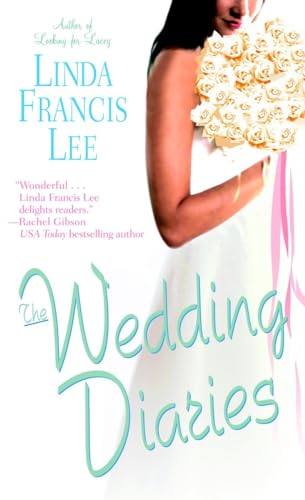 Author of
Looking for Lacey
LINDA
FRANCIS
LEE
"Wonderful . . .
Linda Francis Lee
delights readers."
—Rachel Gibson
USA Today bestselling author
The
Wedding
Diaries